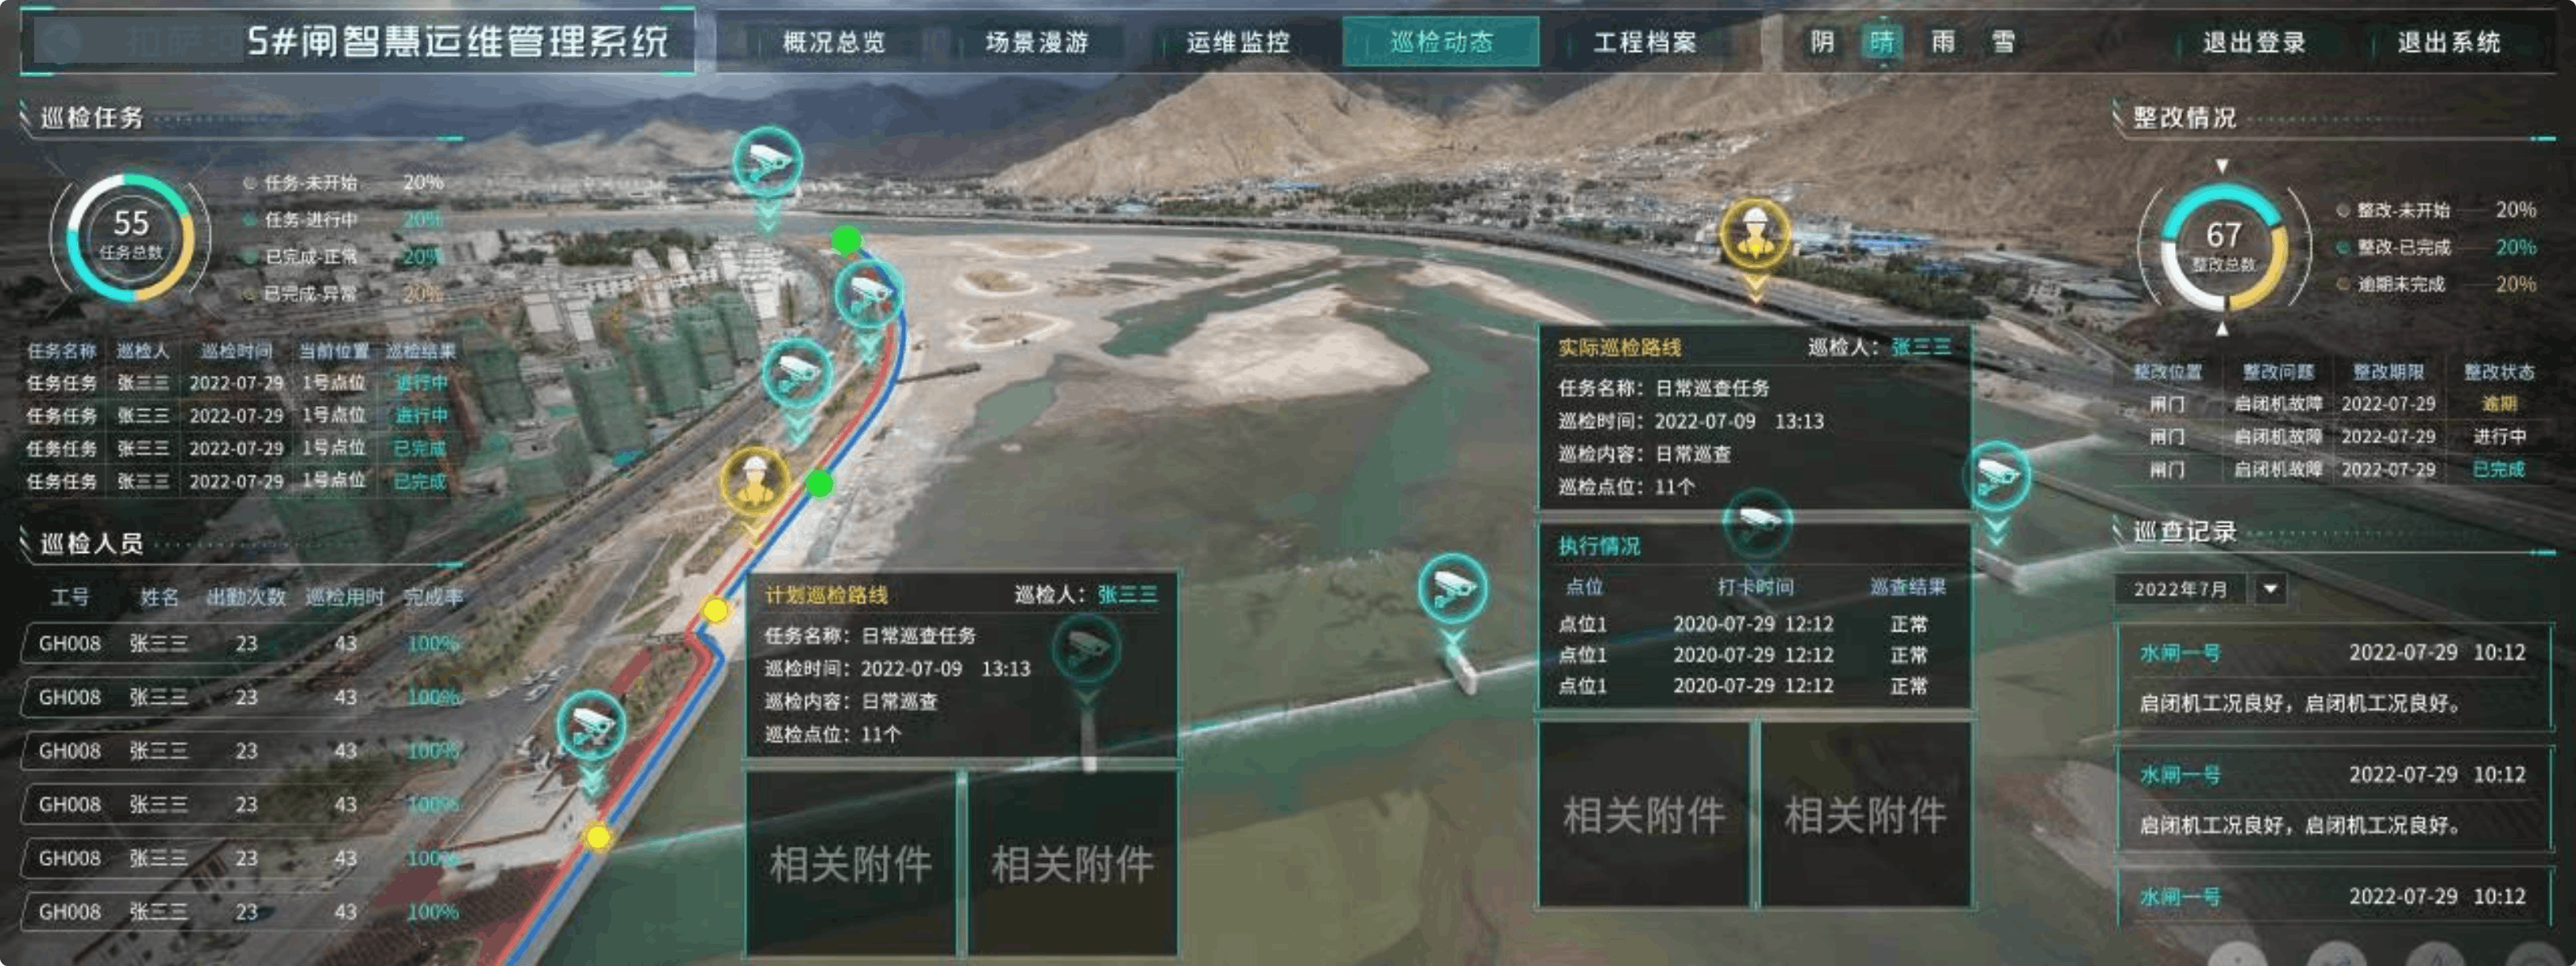 5#闸智慧运维管理系统
概况总览 场景漫游 运维监控 巡检动态 工程档案 阴 晴 雨 雪 退出登录 退出系统
巡检任务
55
任务总数
任务-未开始 20%
任务-进行中 20%
已完成-正常 20%
已完成-异常 20%
任务名称 巡检人 巡检时间 当前位置 巡检结果
任务任务 张三三 2022-07-29 1号点位 进行中
任务任务 张三三 2022-07-29 1号点位 进行中
任务任务 张三三 2022-07-29 1号点位 已完成
任务任务 张三三 2022-07-29 1号点位 已完成
巡检人员
工号 姓名 出勤次数 巡检用时 完成率
GH008 张三三 23 43 100%
GH008 张三三 23 43 100%
GH008 张三三 23 43 100%
GH008 张三三 23 43 100%
GH008 张三三 23 43 100%
GH008 张三三 23 43 100%
计划巡检路线 巡检人：张三三
任务名称：日常巡查任务
巡检时间：2022-07-09 13:13
巡检内容：日常巡查
巡检点位：11个
相关附件 相关附件
实际巡检路线 巡检人：张三三
任务名称：日常巡查任务
巡检时间：2022-07-09 13:13
巡检内容：日常巡查
巡检点位：11个
执行情况
点位 打卡时间 巡查结果
点位1 2020-07-29 12:12 正常
点位1 2020-07-29 12:12 正常
点位1 2020-07-29 12:12 正常
相关附件 相关附件
整改情况
67
整改总数
整改-未开始 20%
整改-已完成 20%
逾期未完成 20%
整改位置 整改问题 整改期限 整改状态
闸门 启闭机故障 2022-07-29 逾期
闸门 启闭机故障 2022-07-29 进行中
闸门 启闭机故障 2022-07-29 已完成
巡查记录
2022年7月
水闸一号 2022-07-29 10:12
启闭机工况良好，启闭机工况良好。
水闸一号 2022-07-29 10:12
启闭机工况良好，启闭机工况良好。
水闸一号 2022-07-29 10:12